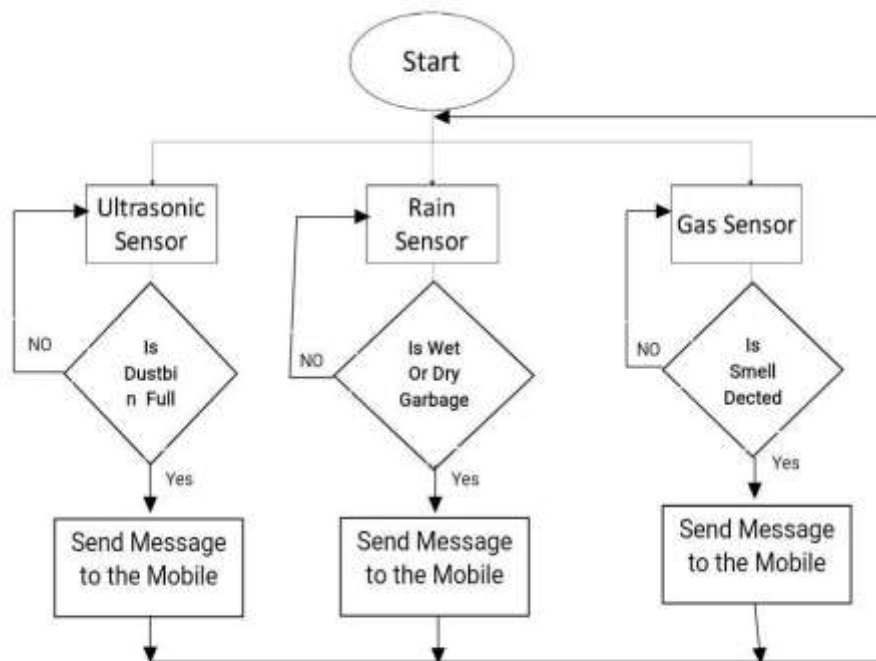 Start
Ultrasonic
Sensor
Rain
Sensor
Gas Sensor
NO
Is
Dustbi
n Full
NO
Is Wet
Or Dry
Garbage
NO
Is
Smell
Dected
Yes
Yes
Yes
Send Message
to the Mobile
Send Message
to the Mobile
Send Message
to the Mobile